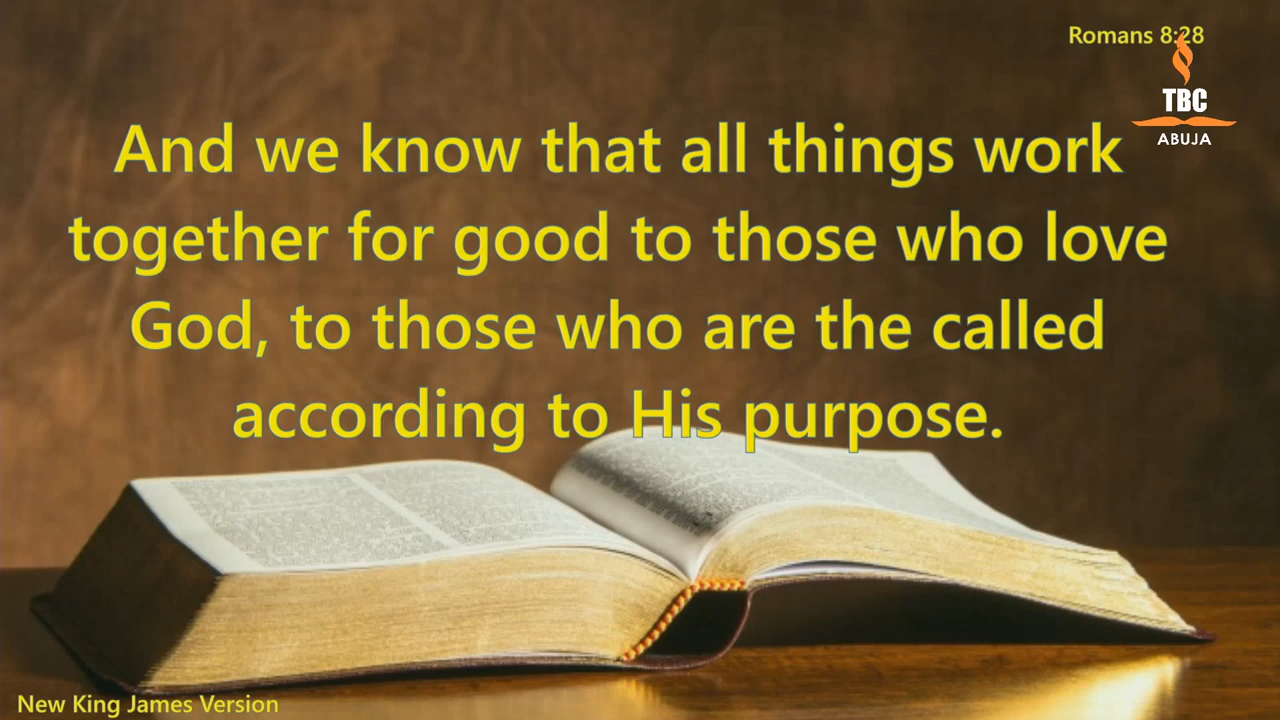 Romans 8:28
TBC
ABUJA
And we know that all things work
together for good to those who love
God, to those who are the called
according to His purpose.
New King James Version